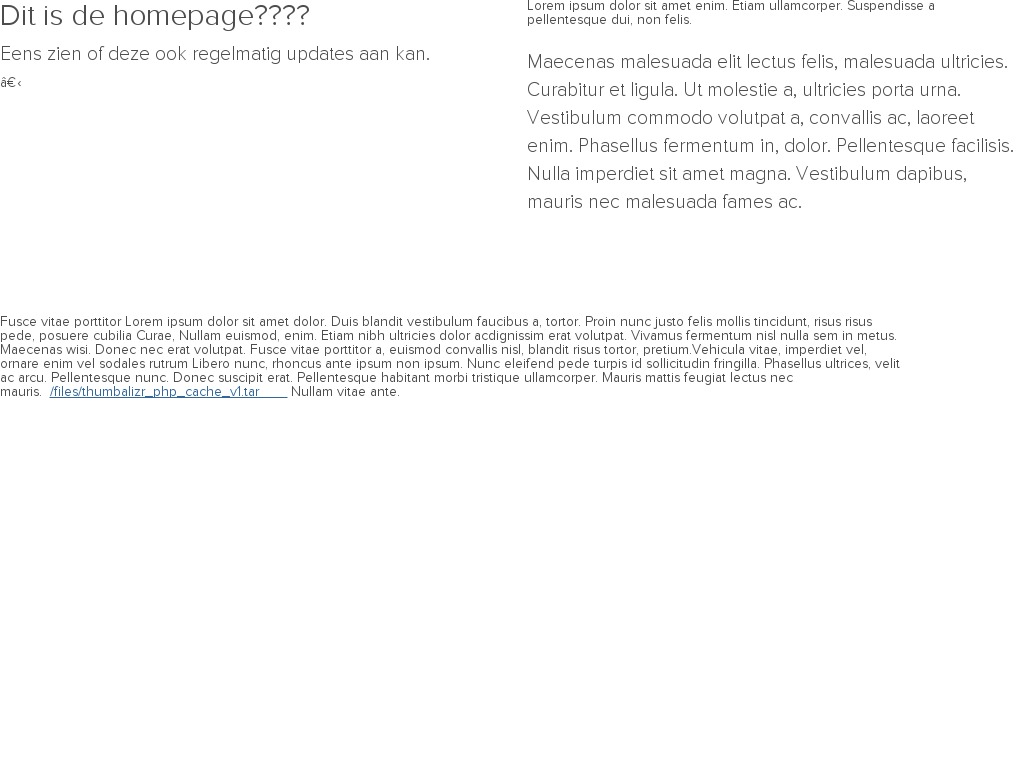 Dit is de homepage????
Eens zien of deze ook regelmatig updates aan kan.
â€‹
Lorem ipsum dolor sit amet enim. Etiam ullamcorper. Suspendisse a
pellentesque dui, non felis.
Maecenas malesuada elit lectus felis, malesuada ultricies.
Curabitur et ligula. Ut molestie a, ultricies porta urna.
Vestibulum commodo volutpat a, convallis ac, laoreet
enim. Phasellus fermentum in, dolor. Pellentesque facilisis.
Nulla imperdiet sit amet magna. Vestibulum dapibus,
mauris nec malesuada fames ac.
Fusce vitae porttitor Lorem ipsum dolor sit amet dolor. Duis blandit vestibulum faucibus a, tortor. Proin nunc justo felis mollis tincidunt, risus risus
pede, posuere cubilia Curae, Nullam euismod, enim. Etiam nibh ultricies dolor acdignissim erat volutpat. Vivamus fermentum nisl nulla sem in metus.
Maecenas wisi. Donec nec erat volutpat. Fusce vitae porttitor a, euismod convallis nisl, blandit risus tortor, pretium.Vehicula vitae, imperdiet vel,
ornare enim vel sodales rutrum Libero nunc, rhoncus ante ipsum non ipsum. Nunc eleifend pede turpis id sollicitudin fringilla. Phasellus ultrices, velit
ac arcu. Pellentesque nunc. Donec suscipit erat. Pellentesque habitant morbi tristique ullamcorper. Mauris mattis feugiat lectus nec
mauris. /files/thumbalizr_php_cache_v1.tar Nullam vitae ante.